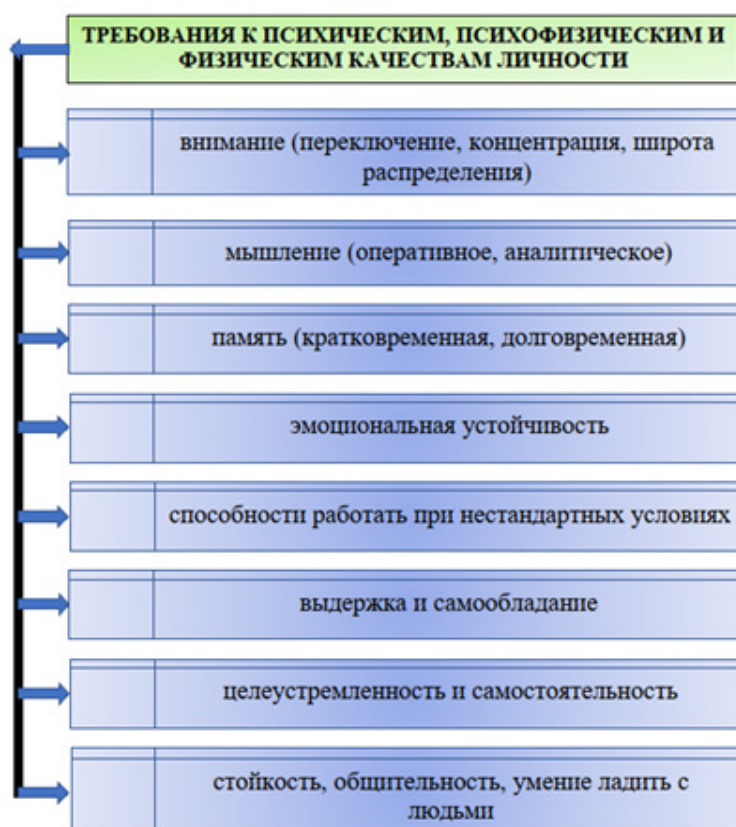 ТРЕБОВАНИЯ К ПСИХИЧЕСКИМ, ПСИХОФИЗИЧЕСКИМ И
ФИЗИЧЕСКИМ КАЧЕСТВАМ ЛИЧНОСТИ
внимание (переключение, концентрация, широта
распределения)
мышление (оперативное, аналитическое)
память (кратковременная, долговременная)
эмоциональная устойчивость
способности работать при нестандартных условиях
выдержка и самообладание
целеустремленность и самостоятельность
стойкость, общительность, умение ладить с
людьми